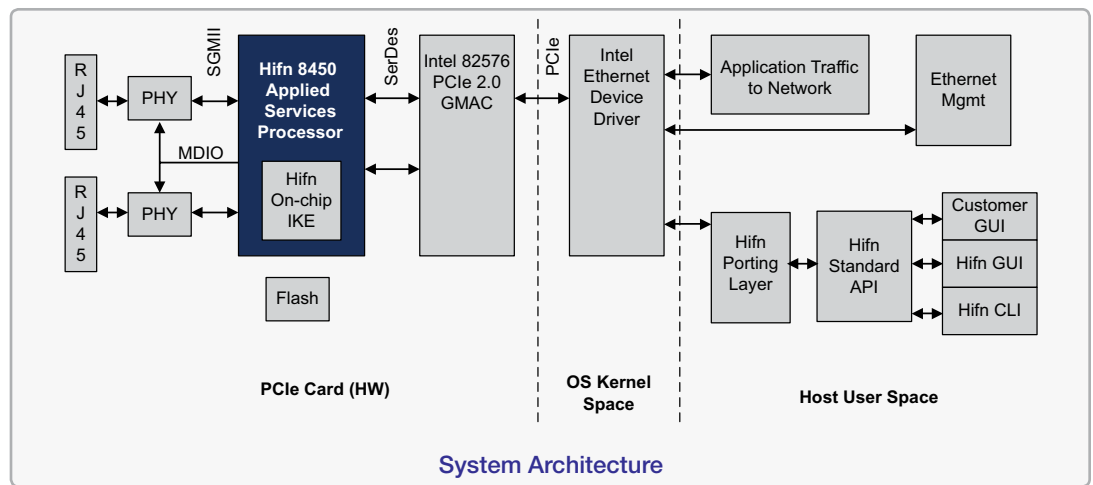 R
J
4
5
PHY
SGMII
MDIO
R
J
4
5
PHY
Hifn 8450
Applied
Services
Processor
Hifn
On-chip
IKE
Flash
SerDes
Intel 82576
PCIe 2.0
GMAC
PCIe
Intel
Ethernet
Device
Driver
Application Traffic
to Network
Ethernet
Mgmt
Hifn
Porting
Layer
Hifn
Standard
API
Customer
GUI
Hifn GUI
Hifn CLI
PCIe Card (HW)
OS Kernel
Space
Host User Space
System Architecture